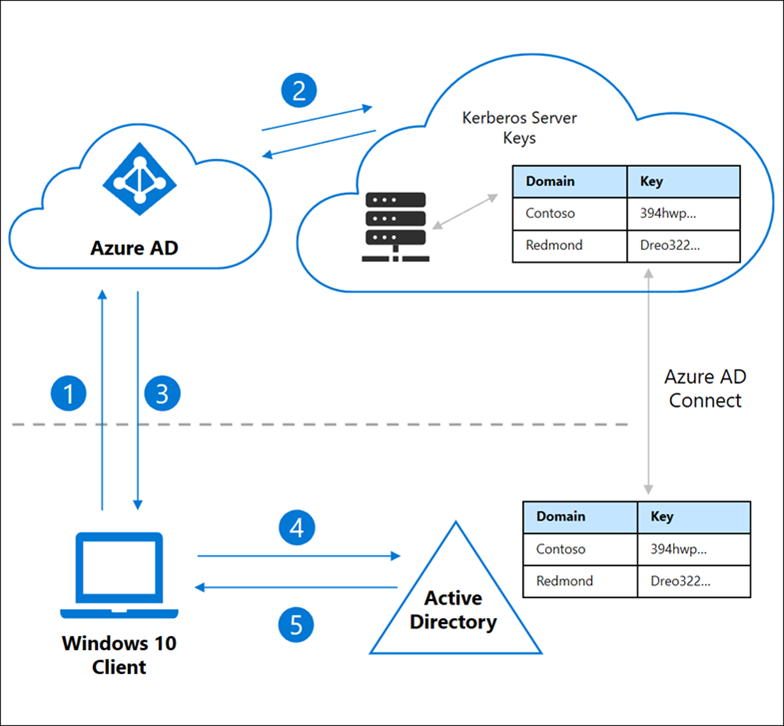 2
Kerberos Server
Keys
Domain Key
Contoso 394hwp...
Redmond Dreo322...
Azure AD
1
3
Azure AD
Connect
Domain Key
Contoso 394hwp...
Redmond Dreo322...
4
5
Active
Directory
Windows 10
Client